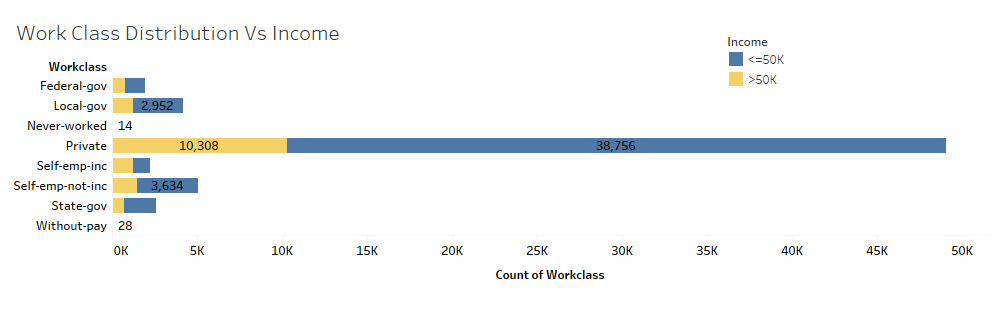 Work Class Distribution Vs Income
Income
<=50K
>50K
Workclass
Federal-gov
Local-gov 2,952
Never-worked 14
Private 10,308 38,756
Self-emp-inc
Self-emp-not-inc 3,634
State-gov
Without-pay 28
0K 5K 10K 15K 20K 25K 30K 35K 40K 45K 50K
Count of Workclass